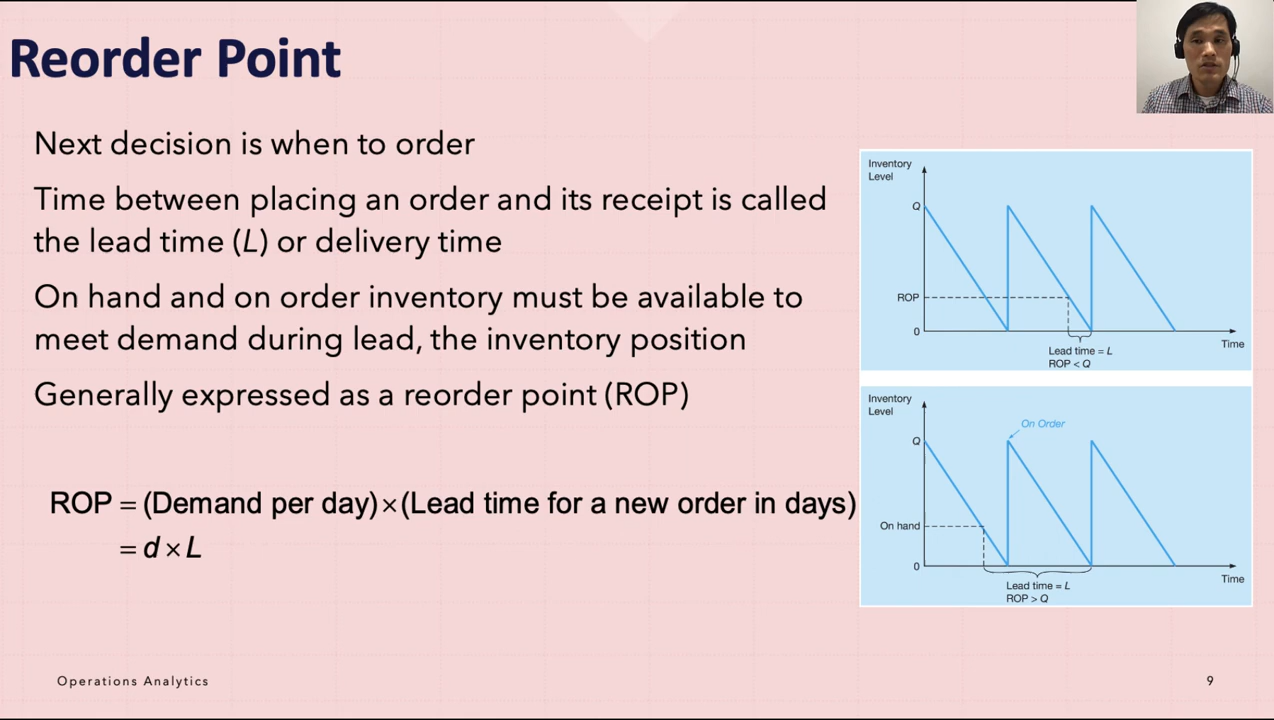 Reorder Point
Next decision is when to order
Time between placing an order and its receipt is called
the lead time (L) or delivery time
On hand and on order inventory must be available to
meet demand during lead, the inventory position
Generally expressed as a reorder point (ROP)
ROP = (Demand per day)×(Lead time for a new order in days)
= d × L
Inventory
Level
Q
ROP
0
Time
Lead time = L
ROP < Q
Inventory
Level
On Order
Q
On hand
0
Time
Lead time = L
ROP > Q
Operations Analytics
9